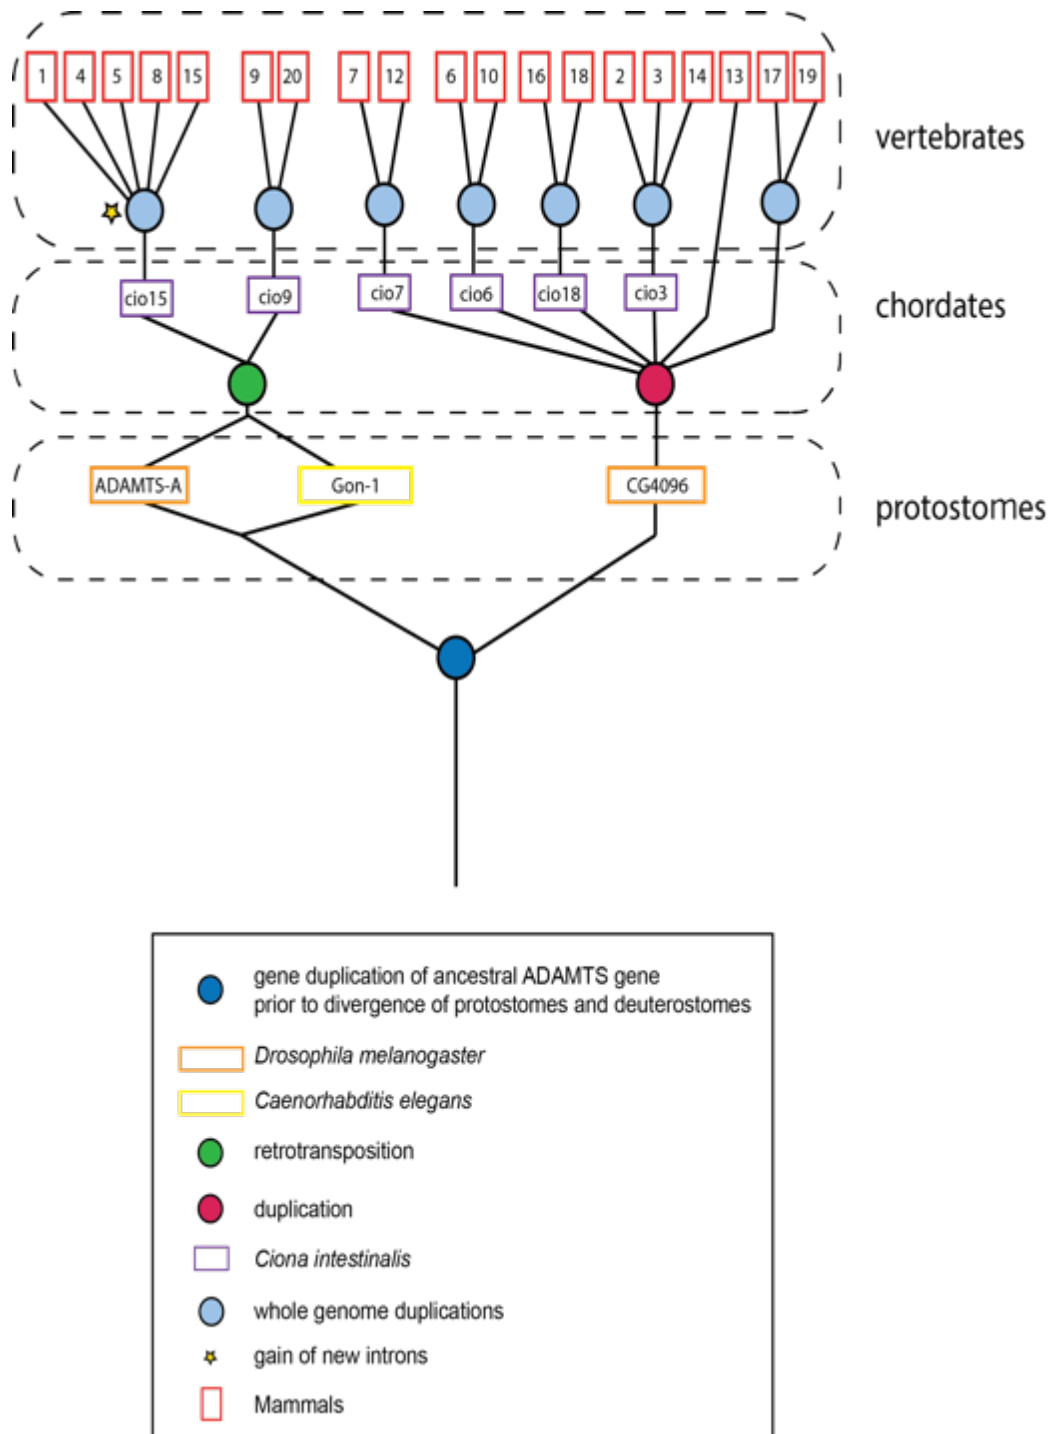 1 4 5 8 15 9 20 7 12 6 10 16 18 2 3 14 13 17 19
vertebrates
cio15 cio9 cio7 cio6 cio18 cio3
chordates
ADAMTS-A Gon-1 CG4096
protostomes
gene duplication of ancestral ADAMTS gene
prior to divergence of protostomes and deuterostomes
Drosophila melanogaster
Caenorhabditis elegans
retrotransposition
duplication
Ciona intestinalis
whole genome duplications
gain of new introns
Mammals